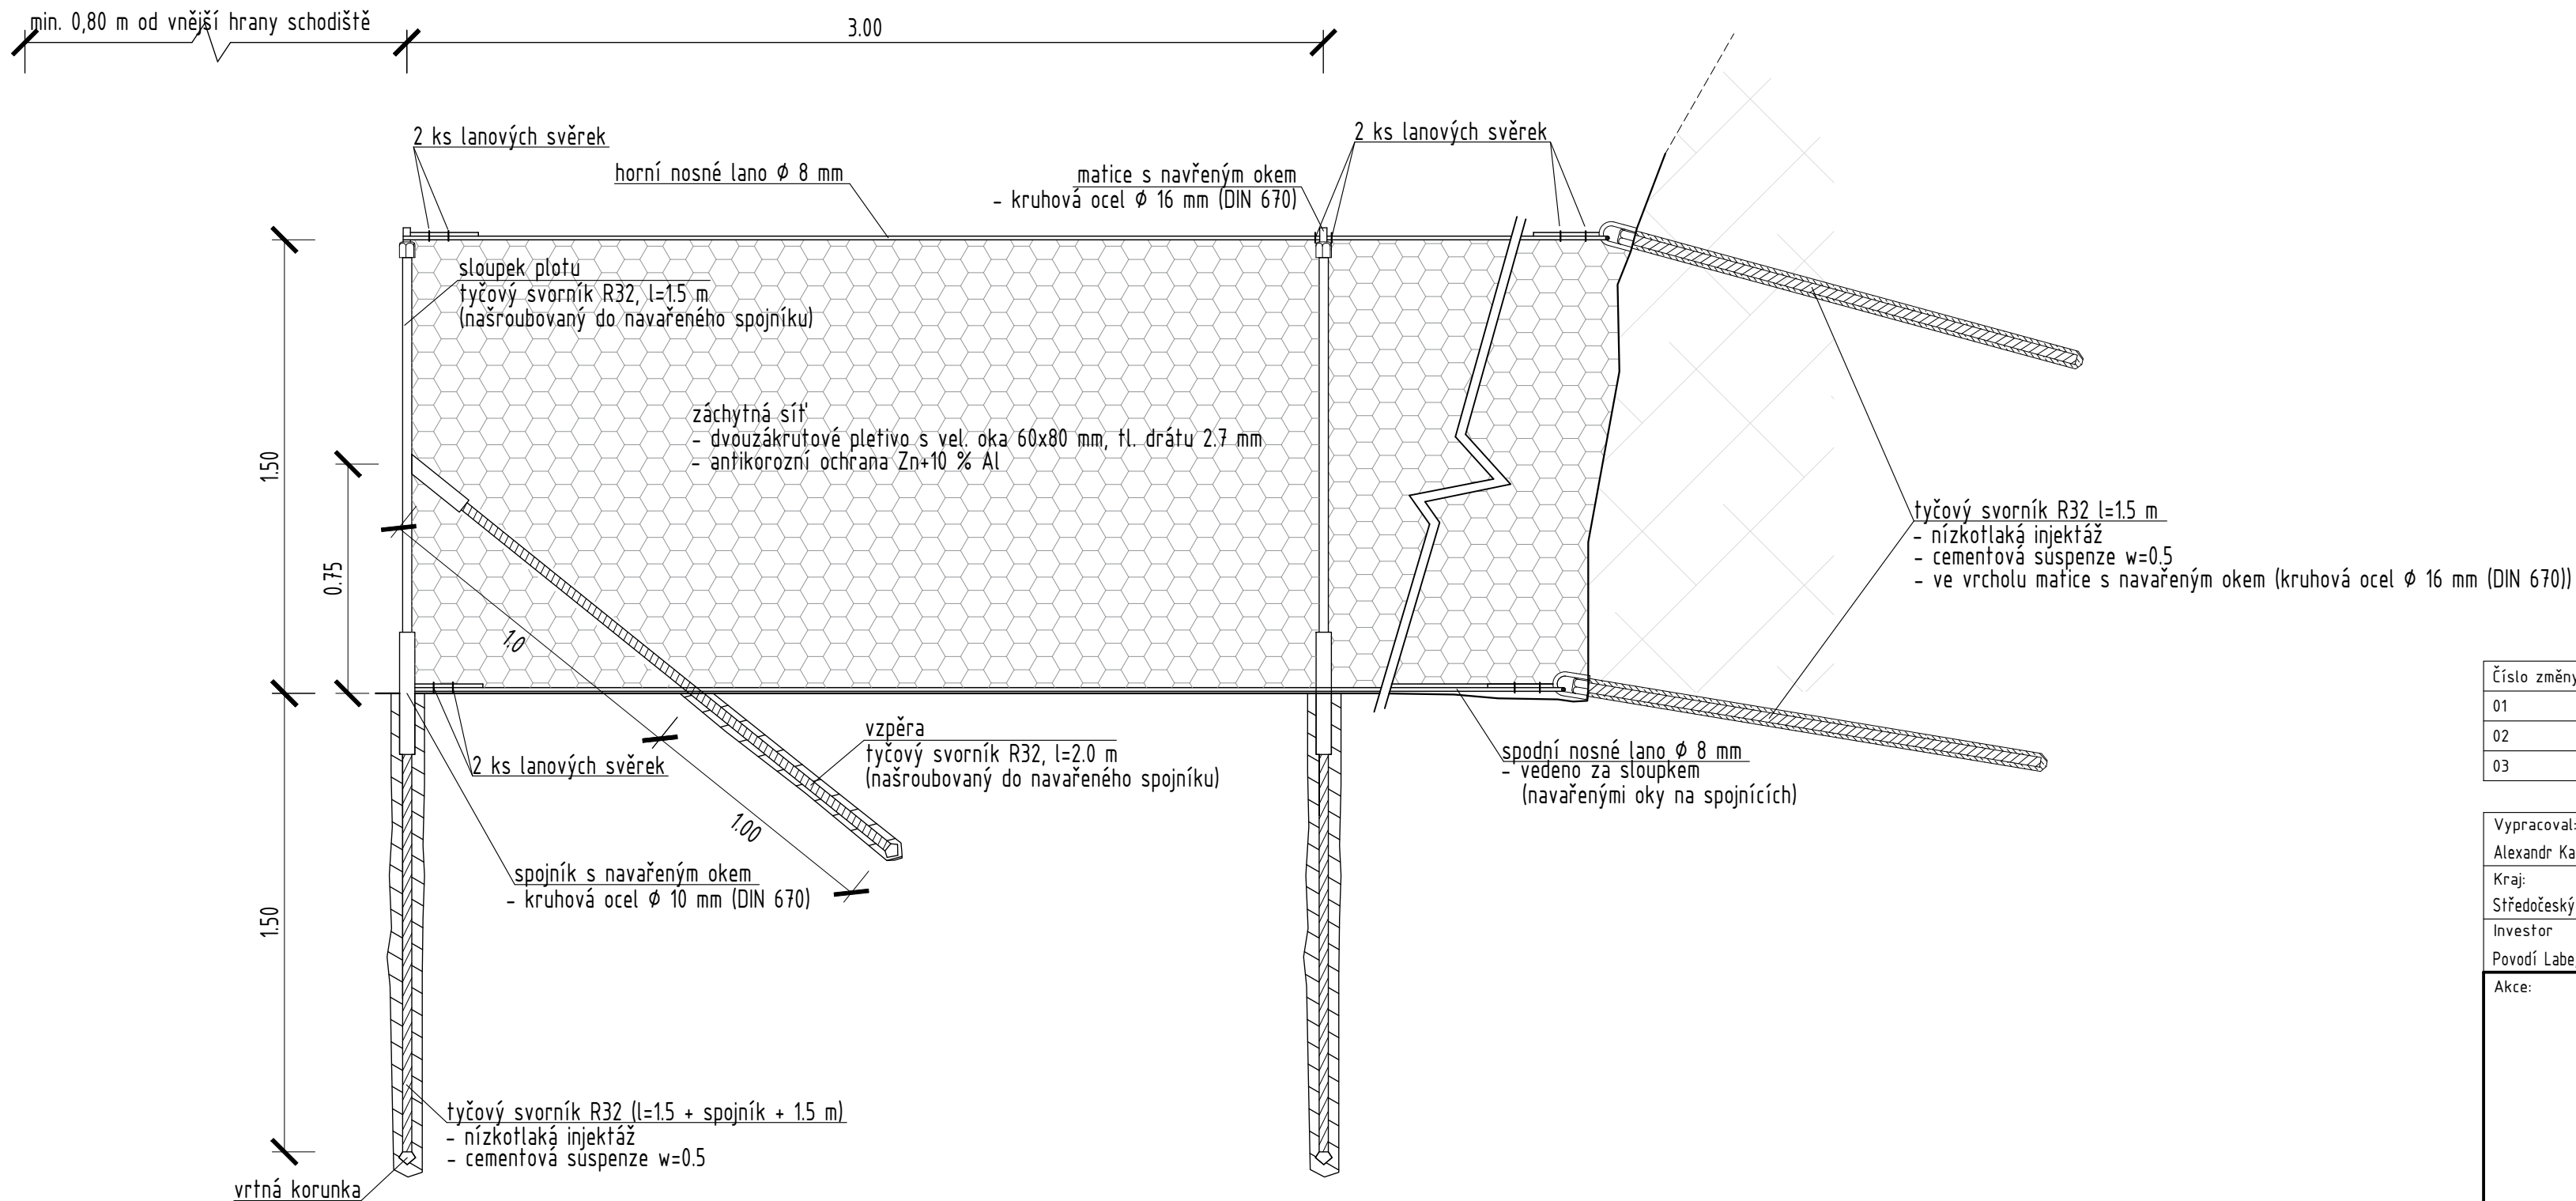 min. 0,80 m od vnější hrany schodiště
3.00
2 ks lanových svěrek
horní nosné lano Ø 8 mm
matice s navřeným okem
- kruhová ocel Ø 16 mm (DIN 670)
2 ks lanových svěrek
sloupek plotu
tyčový svorník R32, l=1.5 m
(našroubovaný do navařeného spojníku)
záchytná síť
- dvouzákrutové pletivo s vel. oka 60x80 mm, tl. drátu 2.7 mm
- antikorozní ochrana Zn+10 % Al
1.50
0.75
1.0
tyčový svorník R32 l=1.5 m
- nízkotlaká injektáž
- cementová suspenze w=0.5
- ve vrcholu matice s navařeným okem (kruhová ocel Ø 16 mm (DIN 670))
vzpěra
tyčový svorník R32, l=2.0 m
(našroubovaný do navařeného spojníku)
2 ks lanových svěrek
spodní nosné lano Ø 8 mm
- vedeno za sloupkem
(navařenými oky na spojnících)
1.00
spojník s navařeným okem
- kruhová ocel Ø 10 mm (DIN 670)
1.50
tyčový svorník R32 (l=1.5 + spojník + 1.5 m)
- nízkotlaká injektáž
- cementová suspenze w=0.5
vrtná korunka
Číslo změny
01
02
03
Vypracoval:
Alexandr Ka
Kraj:
Středočeský
Investor
Povodí Labe
Akce: